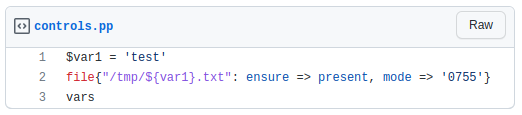 controls.pp
Raw
1 $var1 = 'test'
2 file{"/tmp/${var1}.txt": ensure => present, mode => '0755'}
3 vars